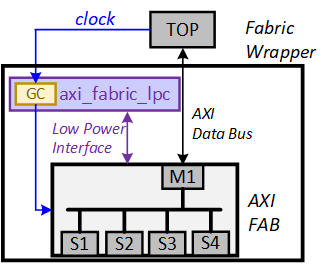 clock
TOP
Fabric
Wrapper
GC
axi_fabric_lpc
Low Power
Interface
AXI
Data Bus
M1
AXI
FAB
S1
S2
S3
S4